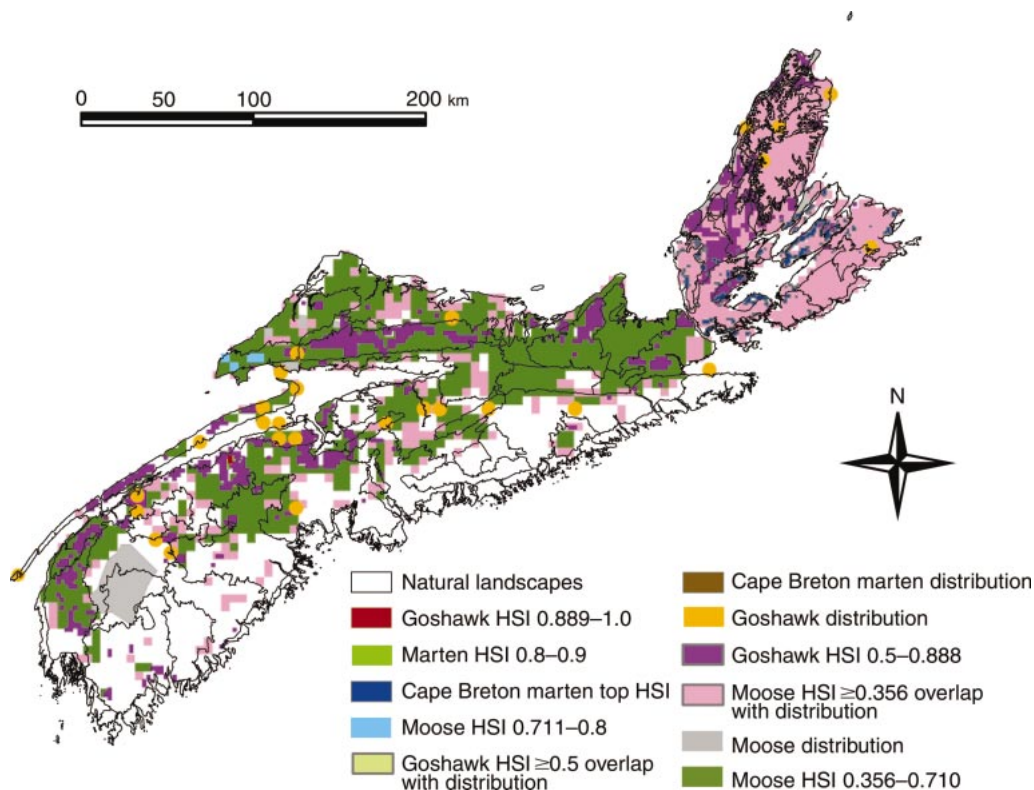 0 50 100 200 km
N
Natural landscapes
Goshawk HSI 0.889–1.0
Marten HSI 0.8–0.9
Cape Breton marten top HSI
Moose HSI 0.711–0.8
Goshawk HSI ≥0.5 overlap
with distribution
Cape Breton marten distribution
Goshawk distribution
Goshawk HSI 0.5–0.888
Moose HSI ≥0.356 overlap
with distribution
Moose distribution
Moose HSI 0.356–0.710